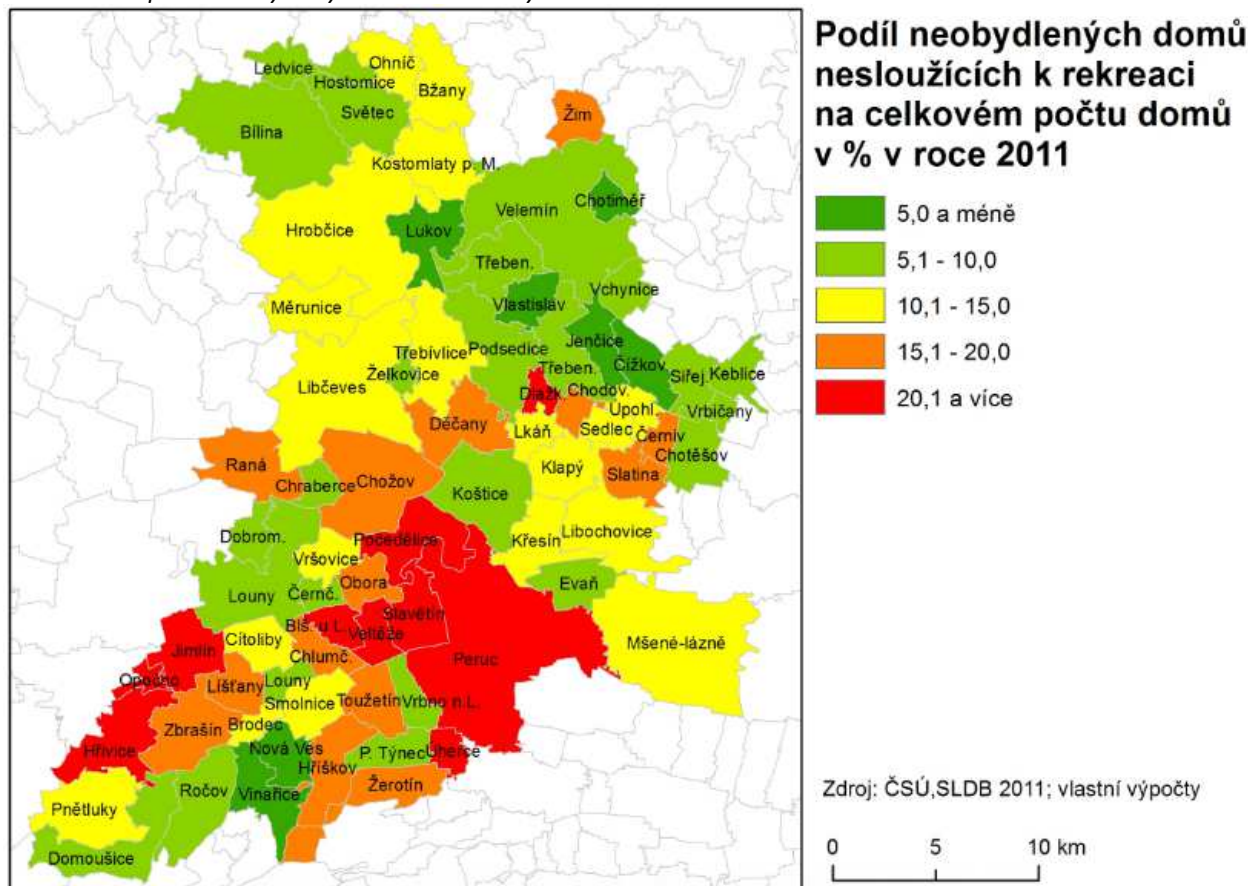 Podíl neobydlených domů
nesloužících k rekreaci
na celkovém počtu domů
v % v roce 2011
5,0 a méně
5,1 - 10,0
10,1 - 15,0
15,1 - 20,0
20,1 a více
Ohníč
Ledvice
Hostomice
Bžany
Světec
Žim
Bílina
Kostomlaty p. M.
Chotiměř
Velemín
Hrobčice
Lukov
Třeben.
Vchynice
Měrunice
Vlastislav
Jenčice
Třebívlice
Podsedice
Čížkov.
Třeben.
Siřej.
Keblice
Želkovice
Libčeves
Dlažk.
Chodov.
Úpohl.
Vrbičany
Děčany
Lkáň
Sedlec
Černiv
Chotěšov
Raná
Klapý
Slatina
Chraberce
Chožov
Koštice
Dobrom.
Počedělice
Křesín
Libochovice
Vršovice
Obora
Evaň
Louny
Černč.
Slavětín
Blš. u L.
Veltěže
Cítoliby
Mšené-lázně
Jimlín
Chlumč.
Peruc
Opočno
Líšťany
Louny
Smolnice
Toužetín
Vrbno n.L.
Zbrašín
Brodec
Hřivice
Nová Ves
P. Týnec
Úherce
Hříškov
Ročov
Vinařice
Žerotín
Pnětluky
Domoušice
Zdroj: ČSÚ,SLDB 2011; vlastní výpočty
0 5 10 km